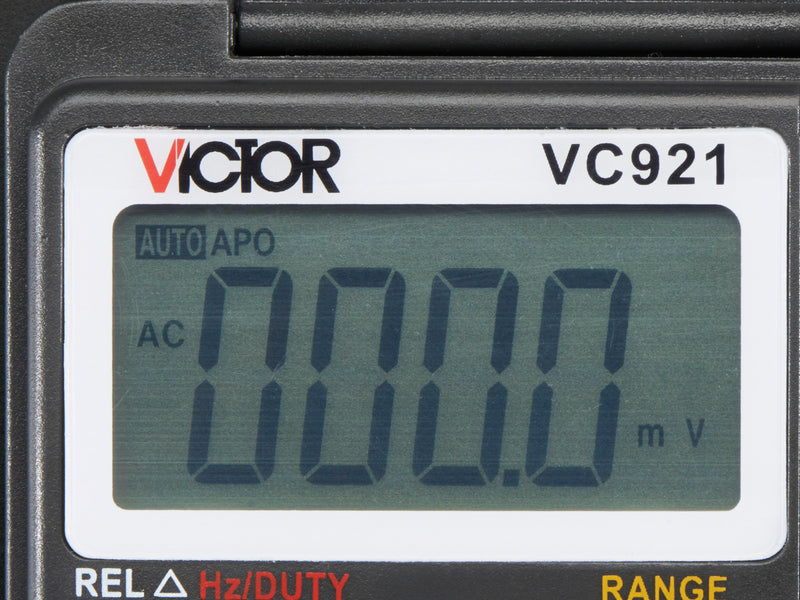 VICTOR VC921
AUTO APO
AC 000.0 m V
REL △ Hz/DUTY RANGE